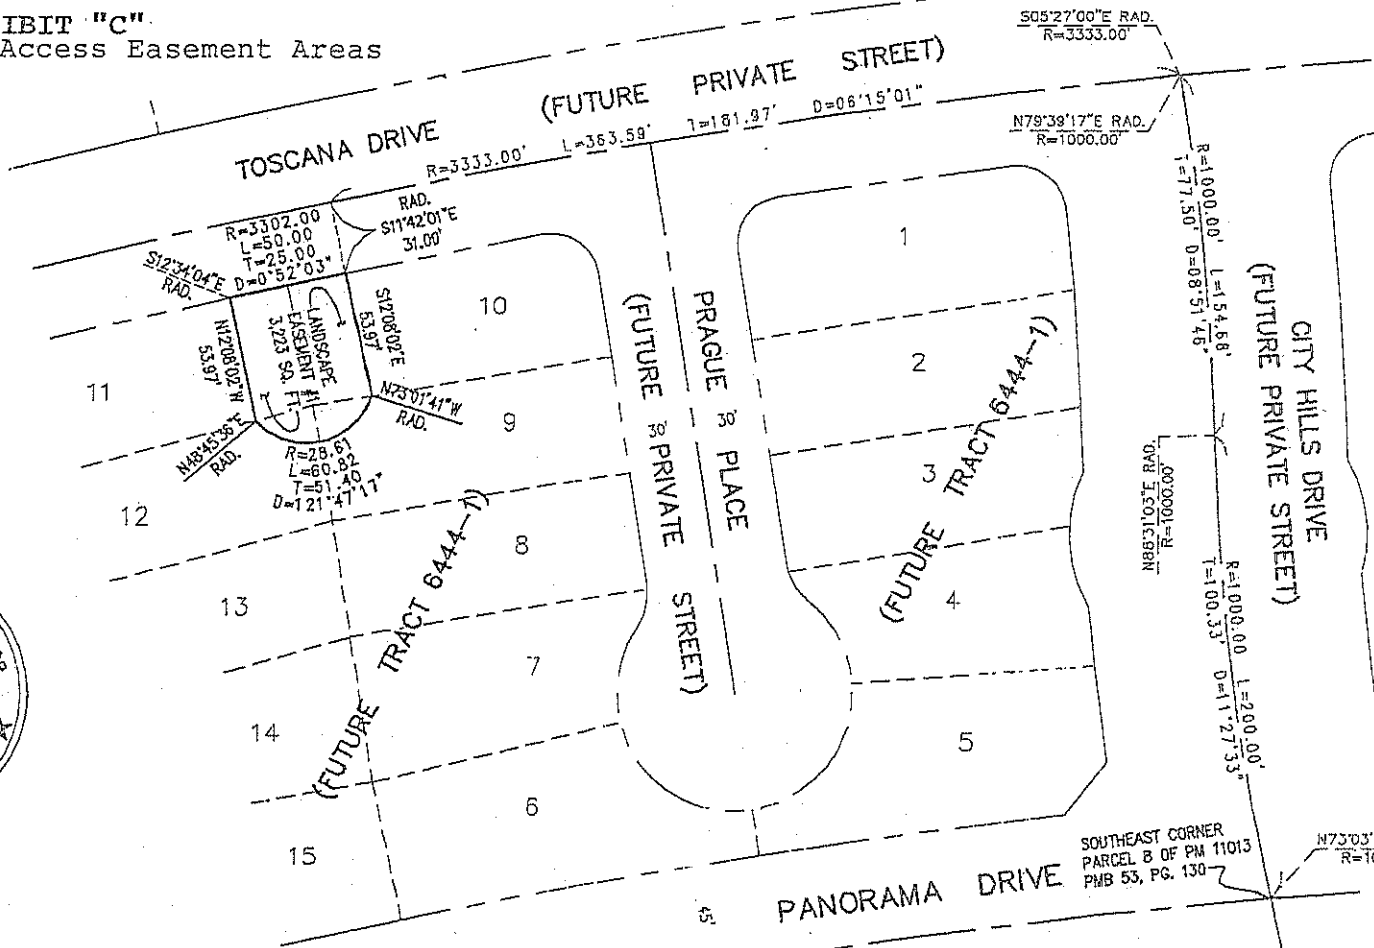 IBIT "C"
Access Easement Areas
S05°27'00"E RAD.
R=3333.00'
TOSCANA DRIVE (FUTURE PRIVATE STREET)
R=3333.00' L=363.59' T=181.97' D=06°15'01"
N79°39'17"E RAD.
R=1000.00'
RAD.
S11°42'01"E
31.00'
R=3302.00
L=50.00
T=25.00
D=0°52'03"
S12°34'04"E
RAD.
N12°08'02"W
53.97'
LANDSCAPE
EASEMENT #1
3,223 SQ. FT.
S12°08'02"E
53.97'
N73°01'41"W
RAD.
N48°45'36"E
RAD.
R=28.61
L=60.82
T=51.40
D=121°47'17"
11
12
13
14
15
10
9
8
7
6
(FUTURE TRACT 6444-1)
PRAGUE 30' PLACE
(FUTURE 30' PRIVATE STREET)
1
2
3
4
5
(FUTURE TRACT 6444-1)
R=1000.00' L=154.68'
T=77.50' D=08°51'46"
CITY HILLS DRIVE
(FUTURE PRIVATE STREET)
N88°31'03"E RAD.
R=1000.00'
R=1000.00 L=200.00'
T=100.33' D=11°27'33"
SOUTHEAST CORNER
PARCEL B OF PM 11013
PMB 53, PG. 130
N73°03'
R=10
45'
PANORAMA DRIVE